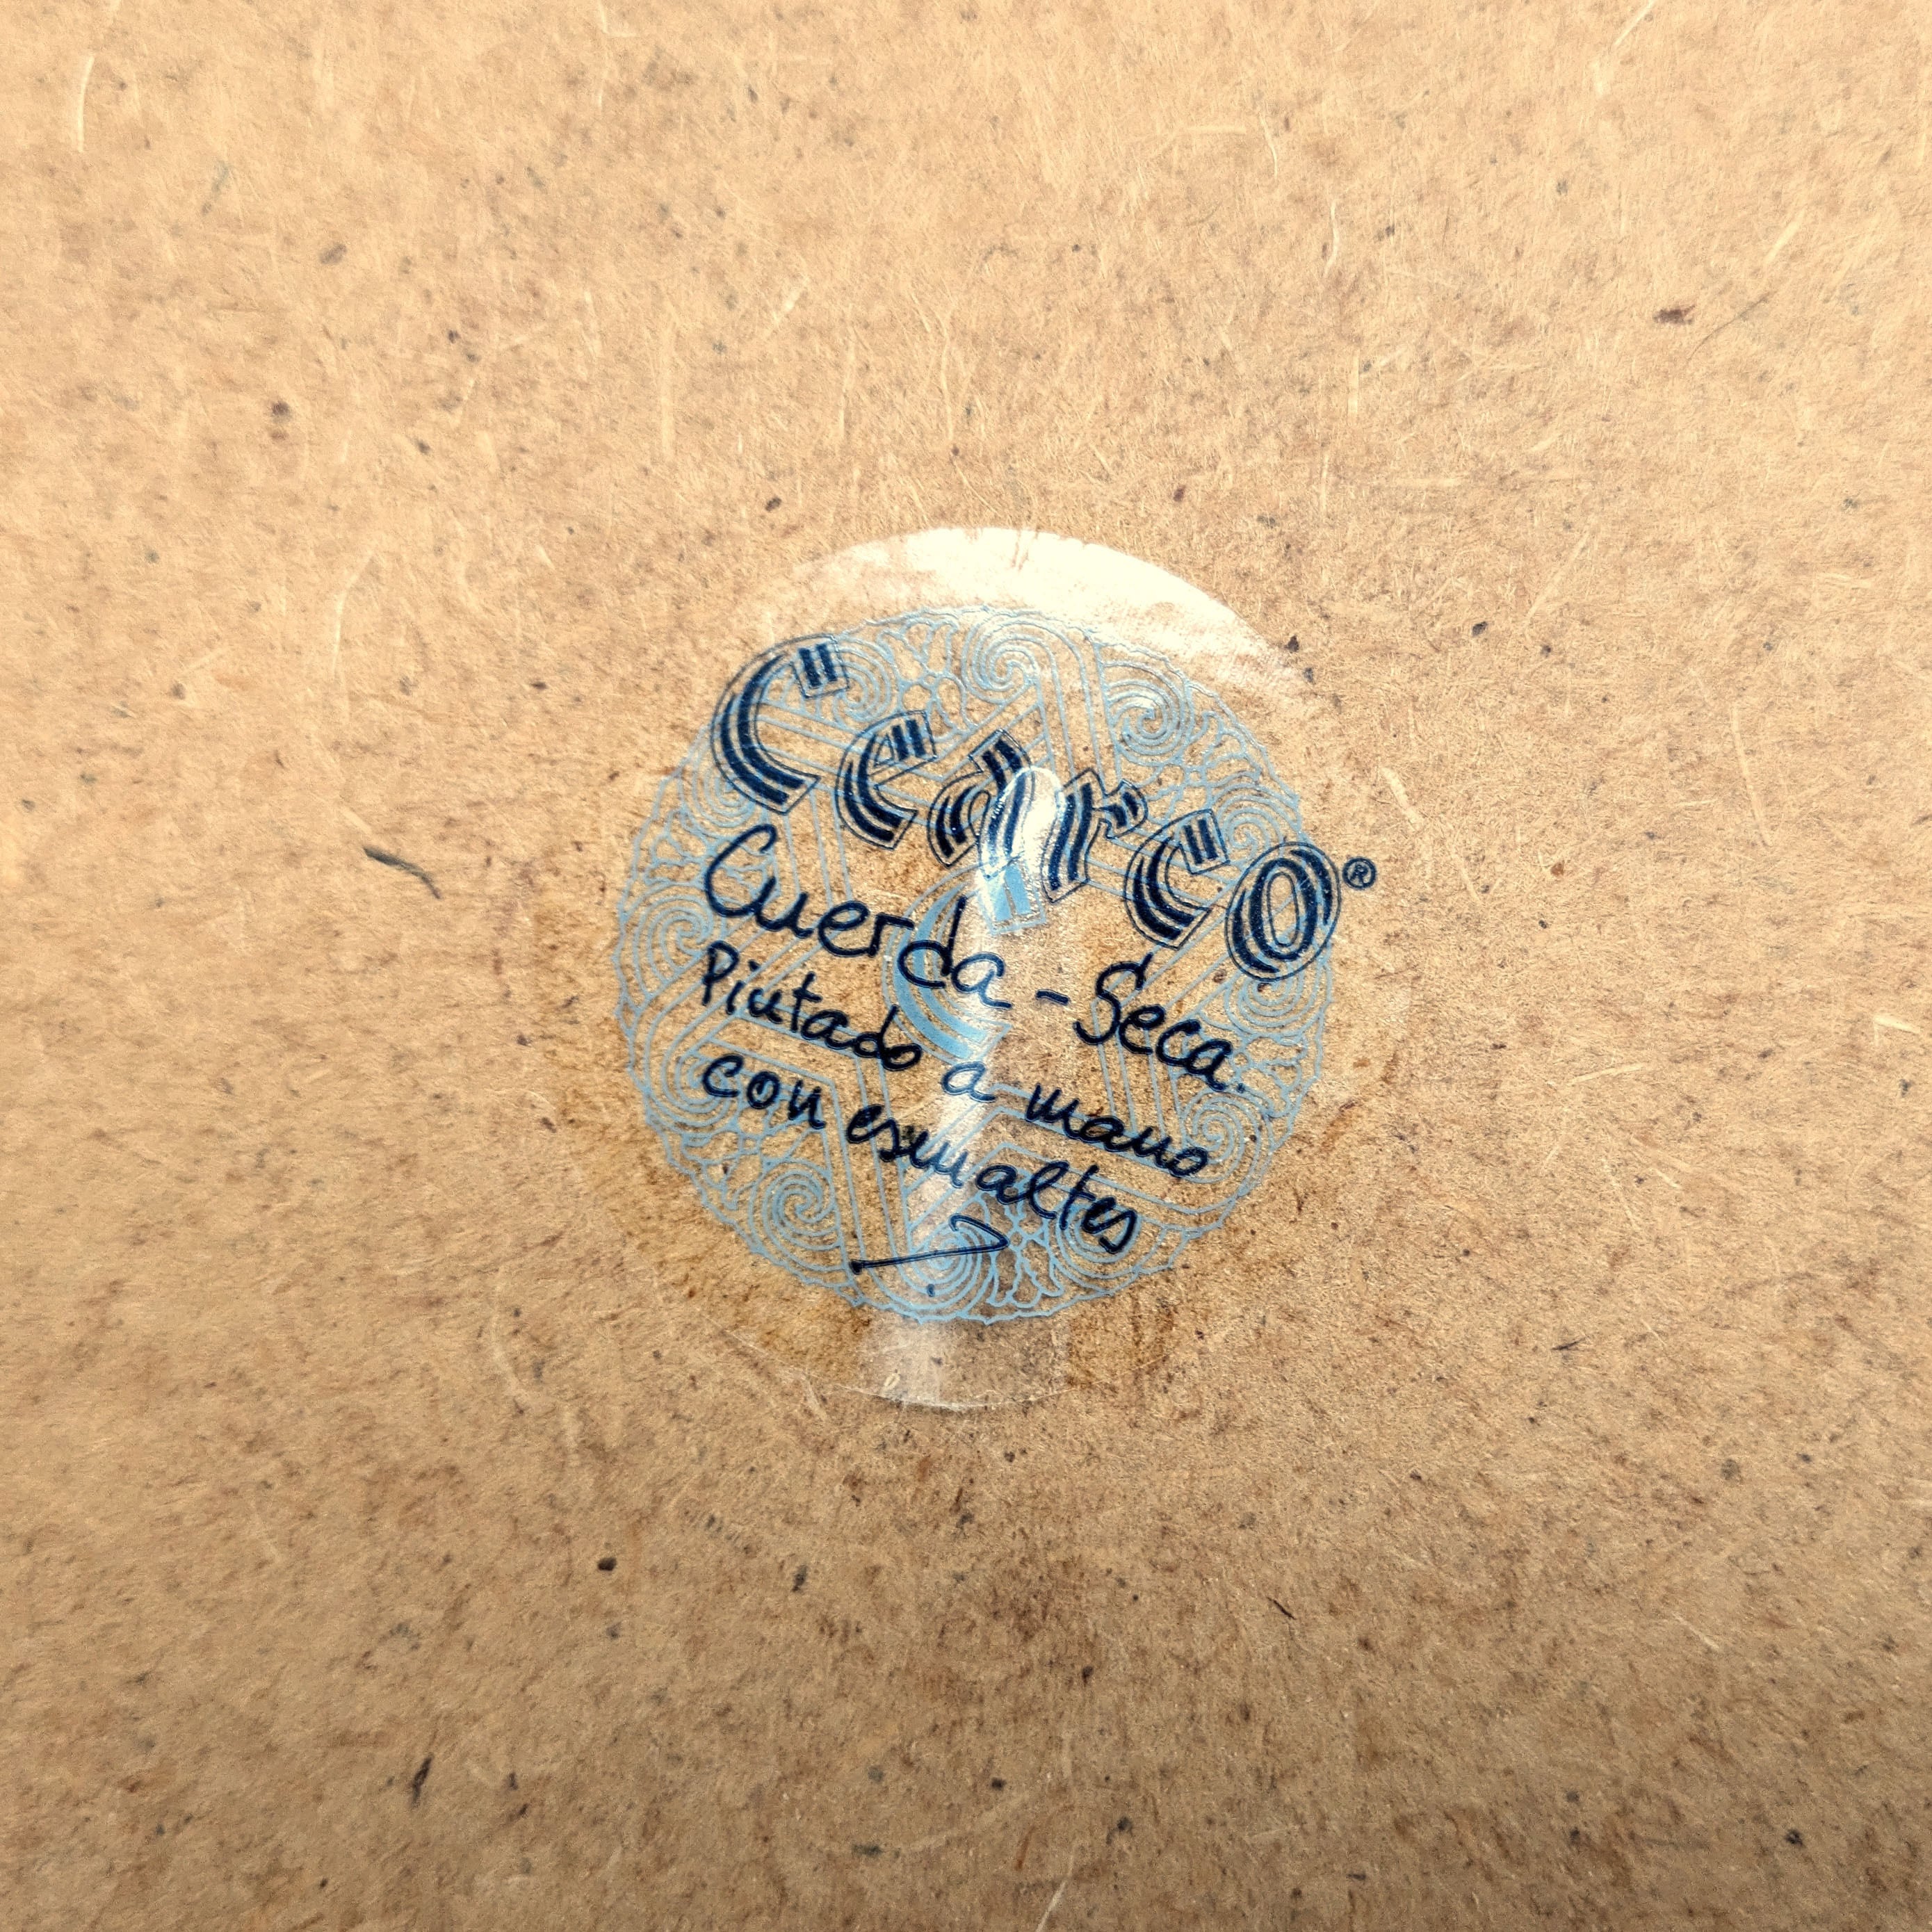 Cearco®
Cuerda-Seca.
Pintado a mano
con esmaltes